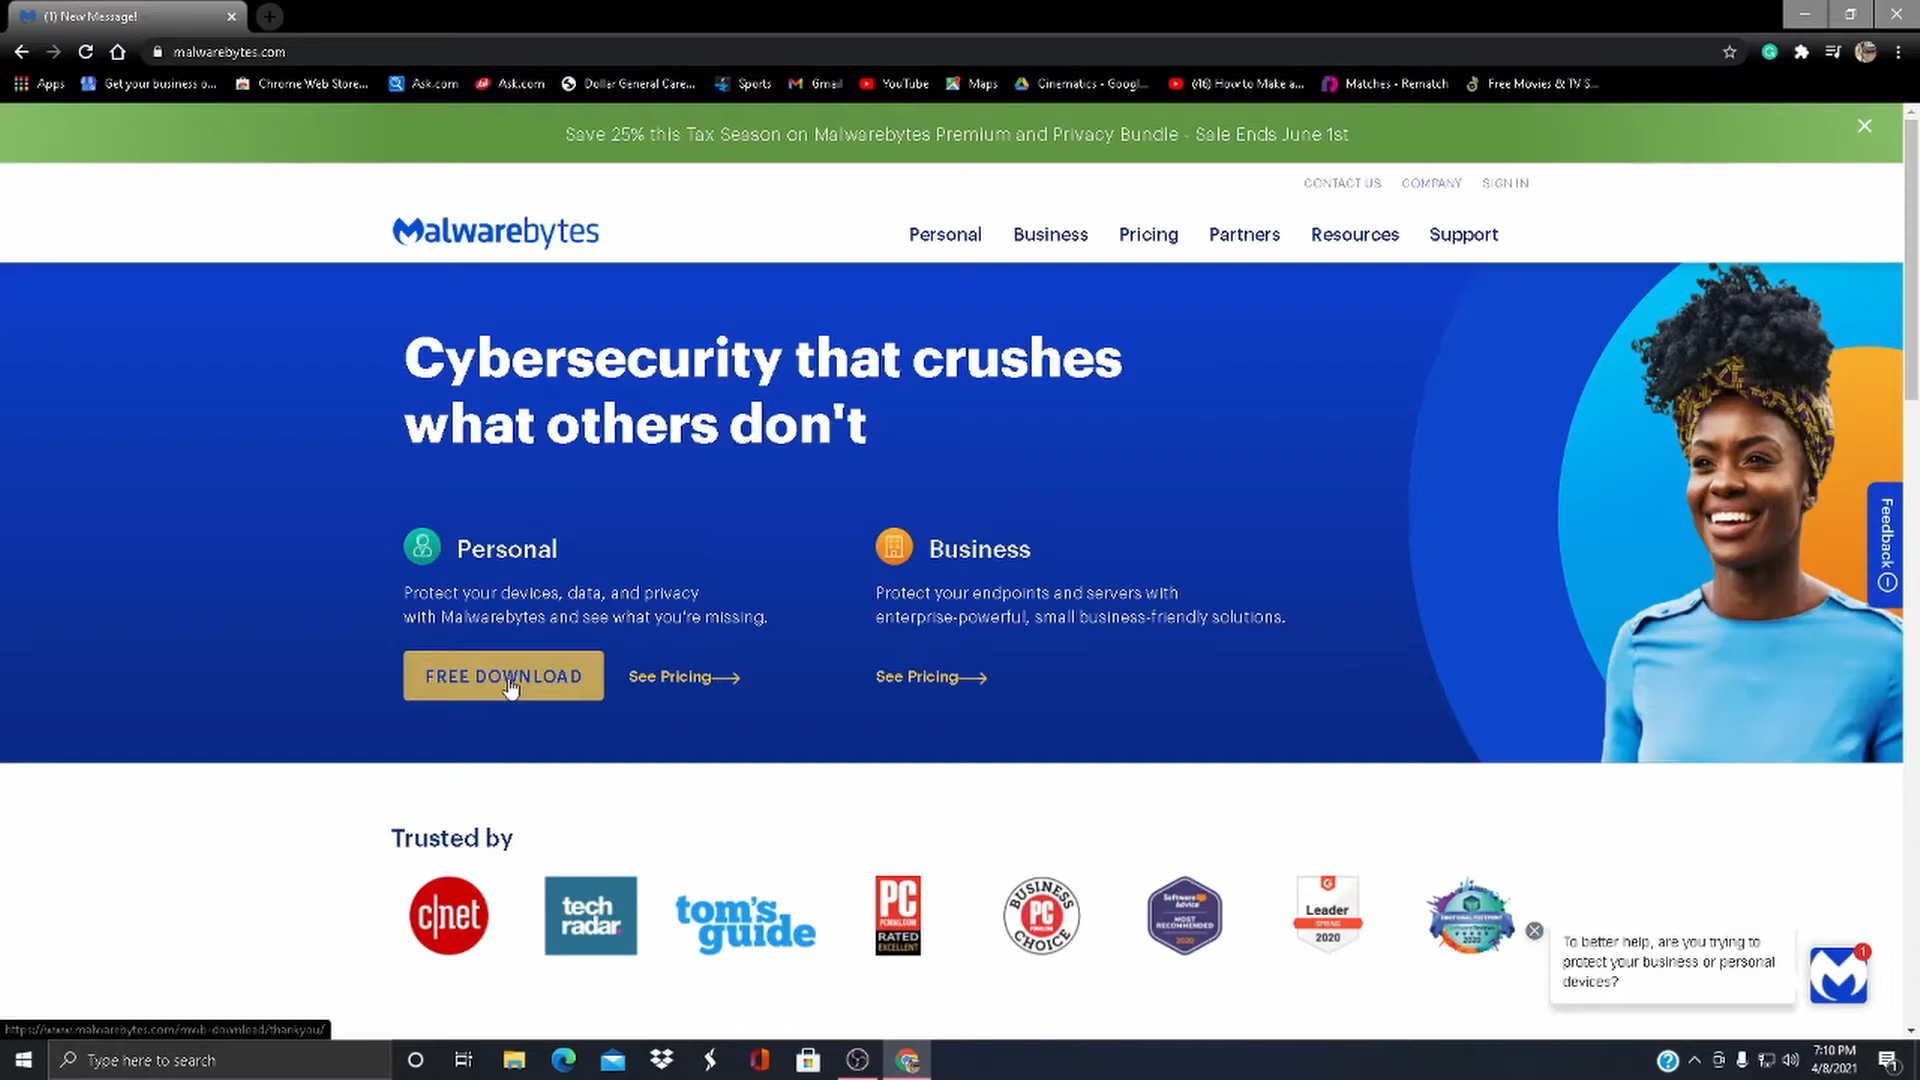 (1) New Message!
malwarebytes.com
Apps
Get your business o...
Chrome Web Store...
Ask.com
Ask.com
Dollar General Care...
Sports
Gmail
YouTube
Maps
Cinematics - Googl...
How to Make a...
Matches - Rematch
Free Movies & TV S...
Save 25% this Tax Season on Malwarebytes Premium and Privacy Bundle - Sale Ends June 1st
CONTACT US
COMPANY
SIGN IN
Malwarebytes
Personal
Business
Pricing
Partners
Resources
Support
Cybersecurity that crushes
what others don't
Personal
Protect your devices, data, and privacy
with Malwarebytes and see what you're missing.
FREE DOWNLOAD
See Pricing
Business
Protect your endpoints and servers with
enterprise-powerful, small business-friendly solutions.
See Pricing
Feedback
Trusted by
c|net
tech
radar.
tom's
guide
PC
PCMAG.COM
RATED
EXCELLENT
BUSINESS
PC
CHOICE
Software Advice
MOST
RECOMMENDED
2020
Leader
SPRING
2020
To better help, are you trying to
protect your business or personal
devices?
1
https://www.malwarebytes.com/mwb-download/thankyou/
Type here to search
7:10 PM
4/8/2021
1